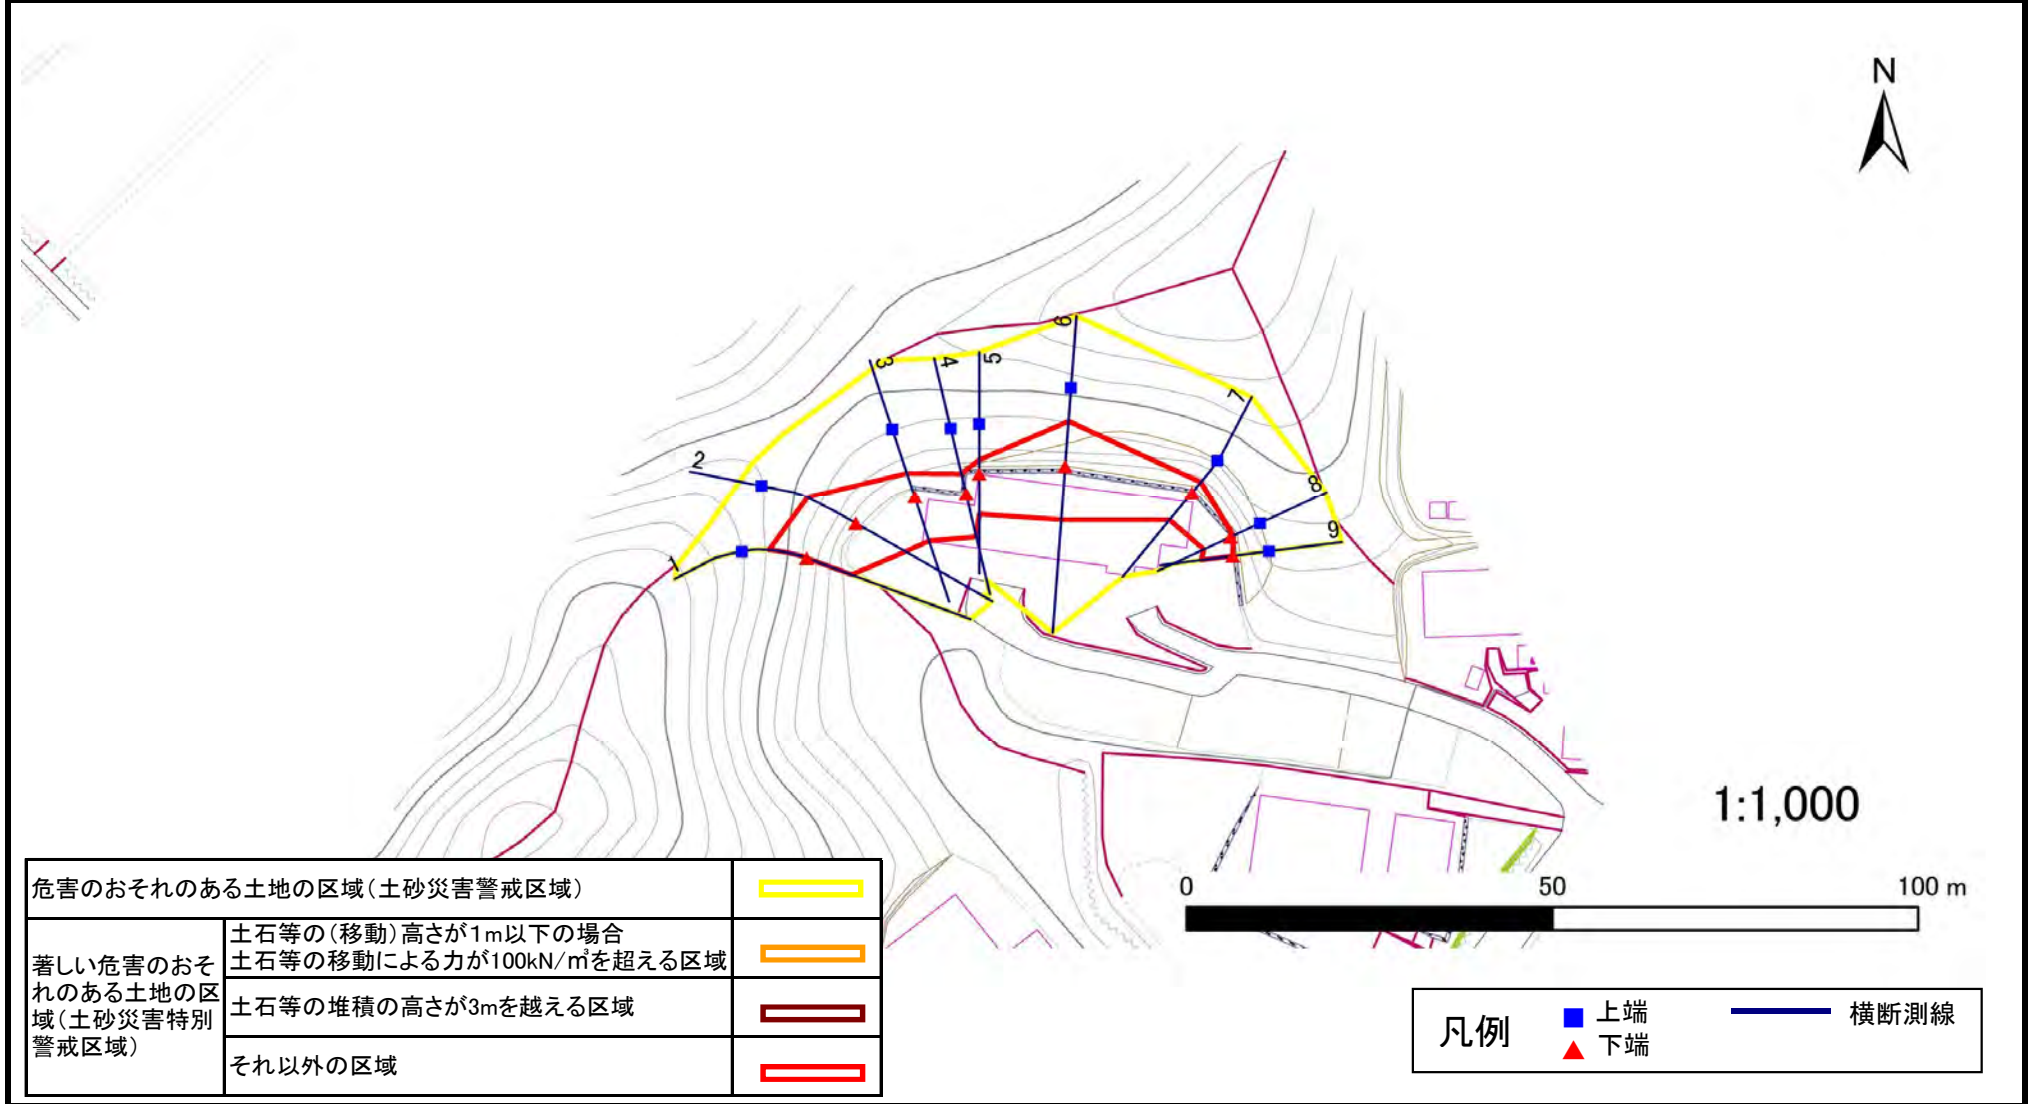 N
1
2
3
4
5
6
7
8
9
1:1,000
0 50 100 m
危害のおそれのある土地の区域(土砂災害警戒区域)
著しい危害のおそ
れのある土地の区
域(土砂災害特別
警戒区域)
土石等の(移動)高さが1m以下の場合
土石等の移動による力が100kN/㎡を超える区域
土石等の堆積の高さが3mを越える区域
それ以外の区域
凡例
上端
下端
横断測線